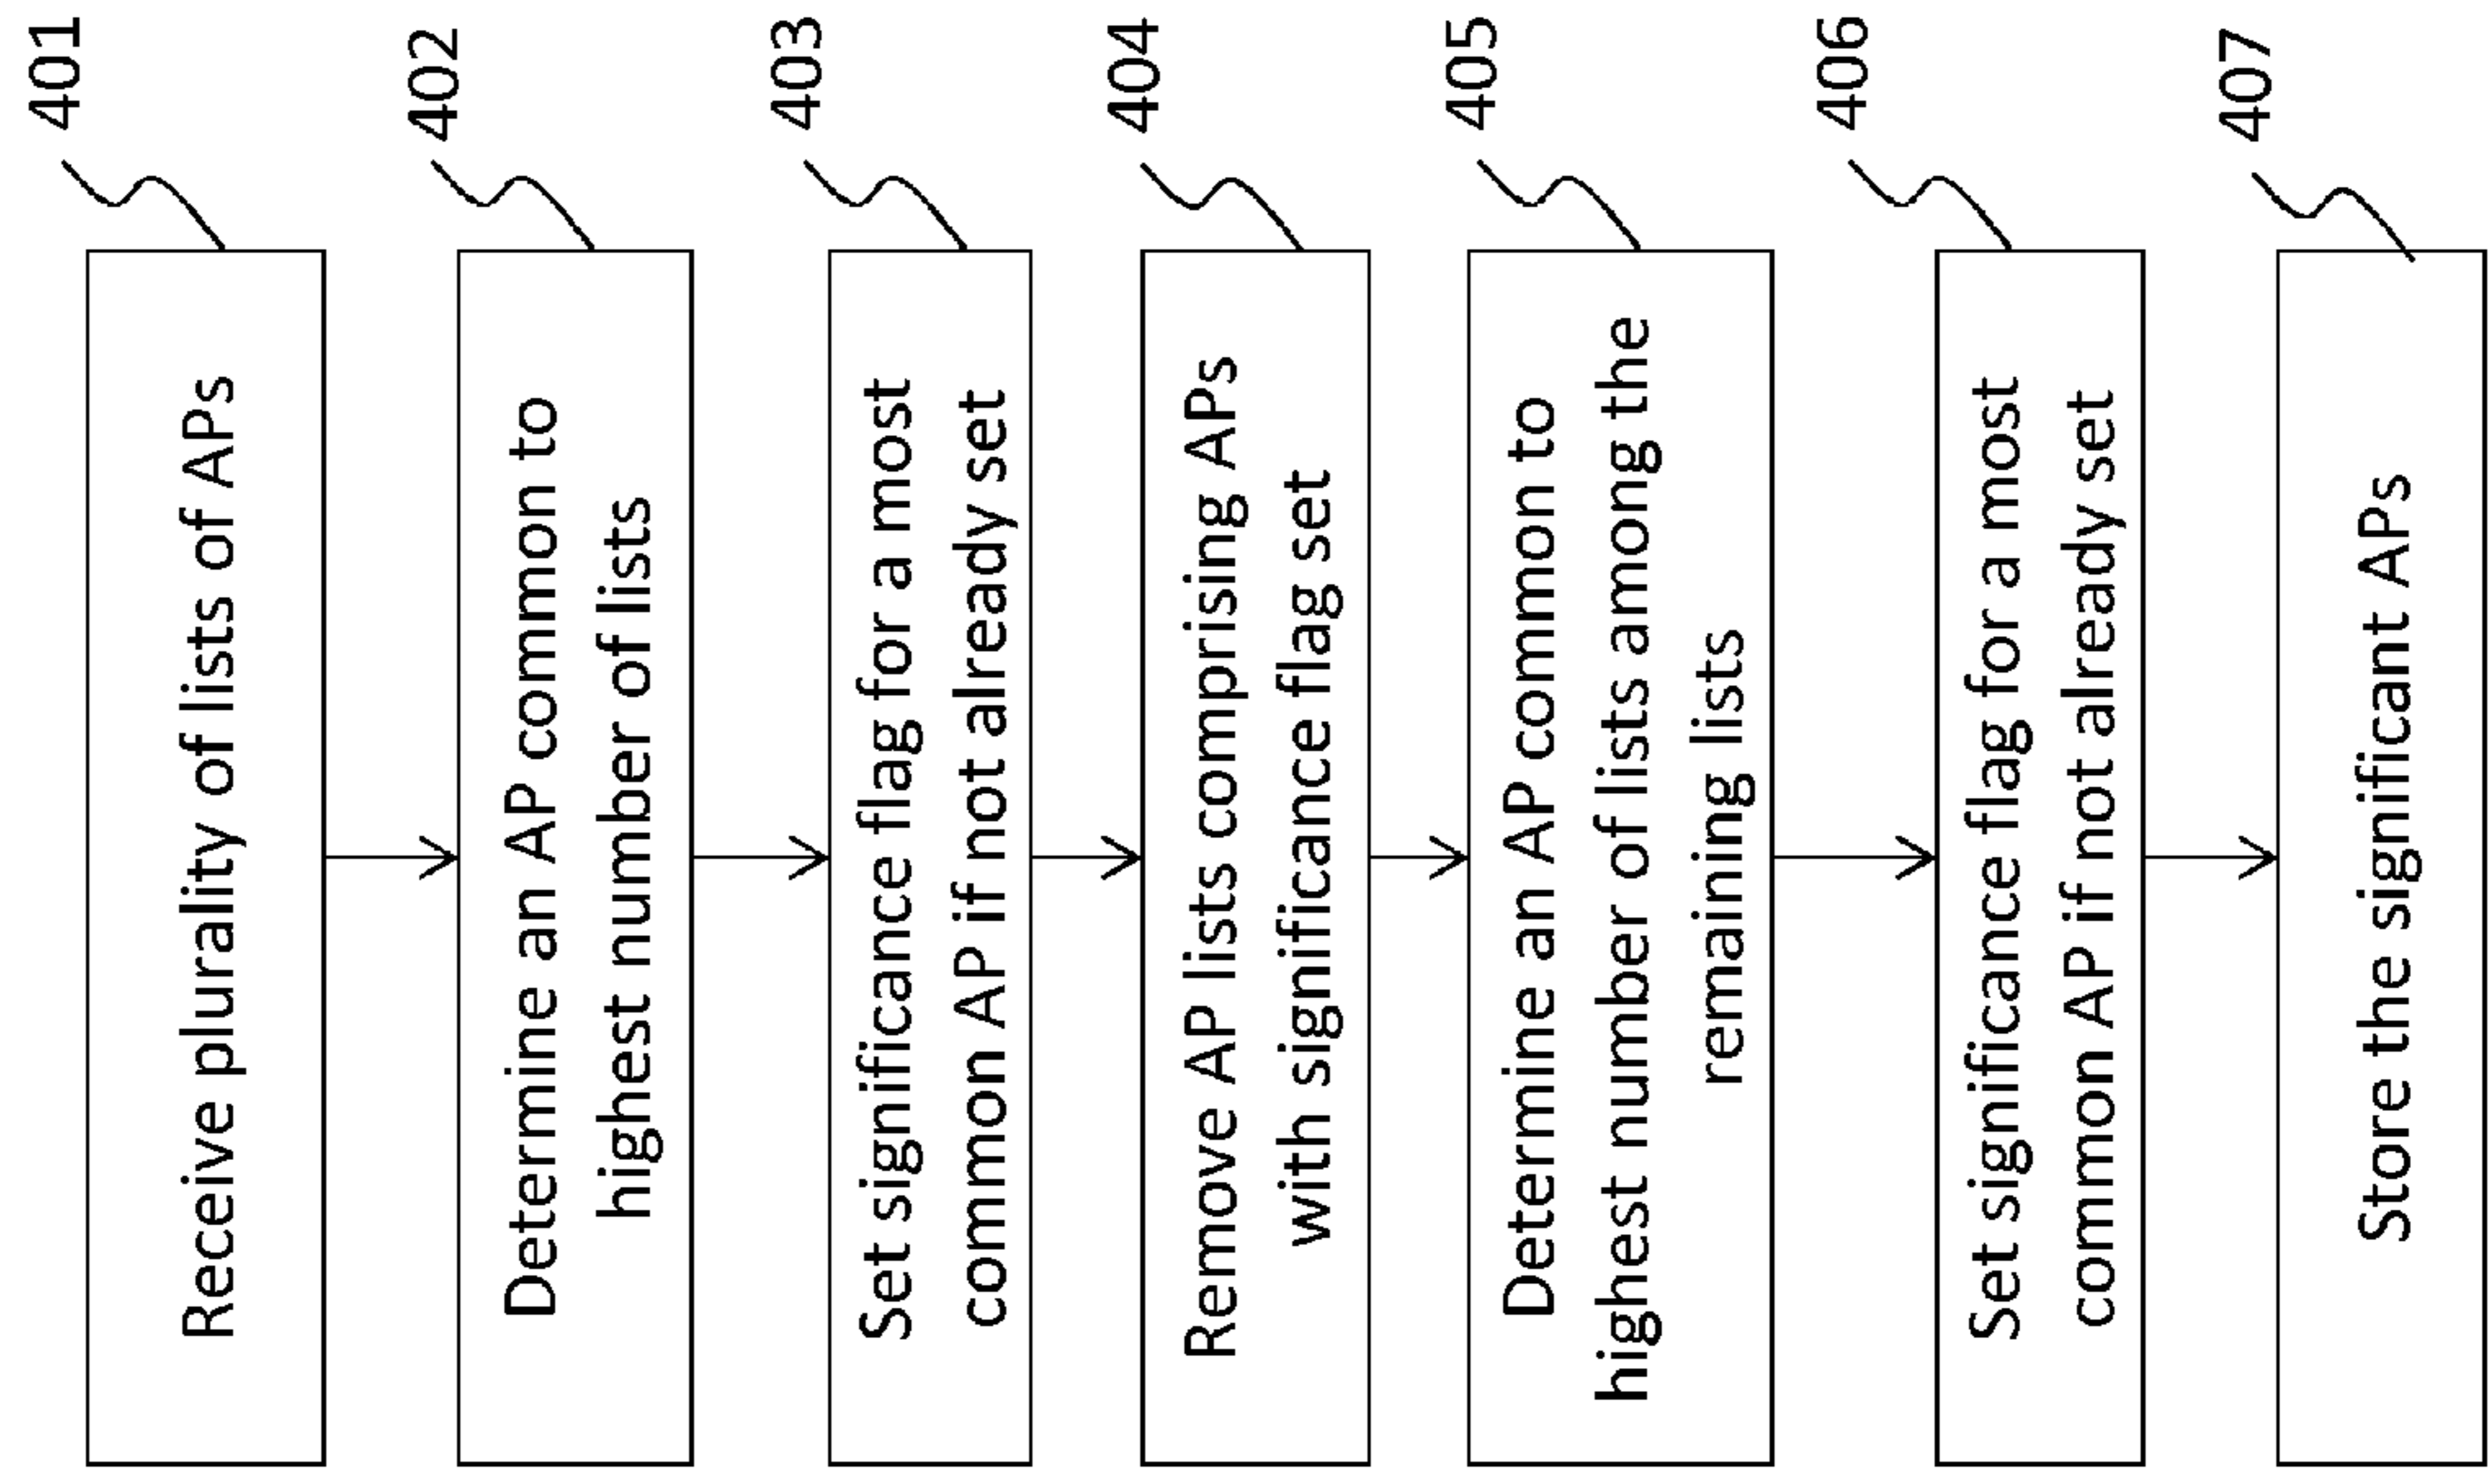 401
Receive plurality of lists of APs
402
Determine an AP common to
highest number of lists
403
Set significance flag for a most
common AP if not already set
404
Remove AP lists comprising APs
with significance flag set
405
Determine an AP common to
highest number of lists among the
remaining lists
406
Set significance flag for a most
common AP if not already set
407
Store the significant APs